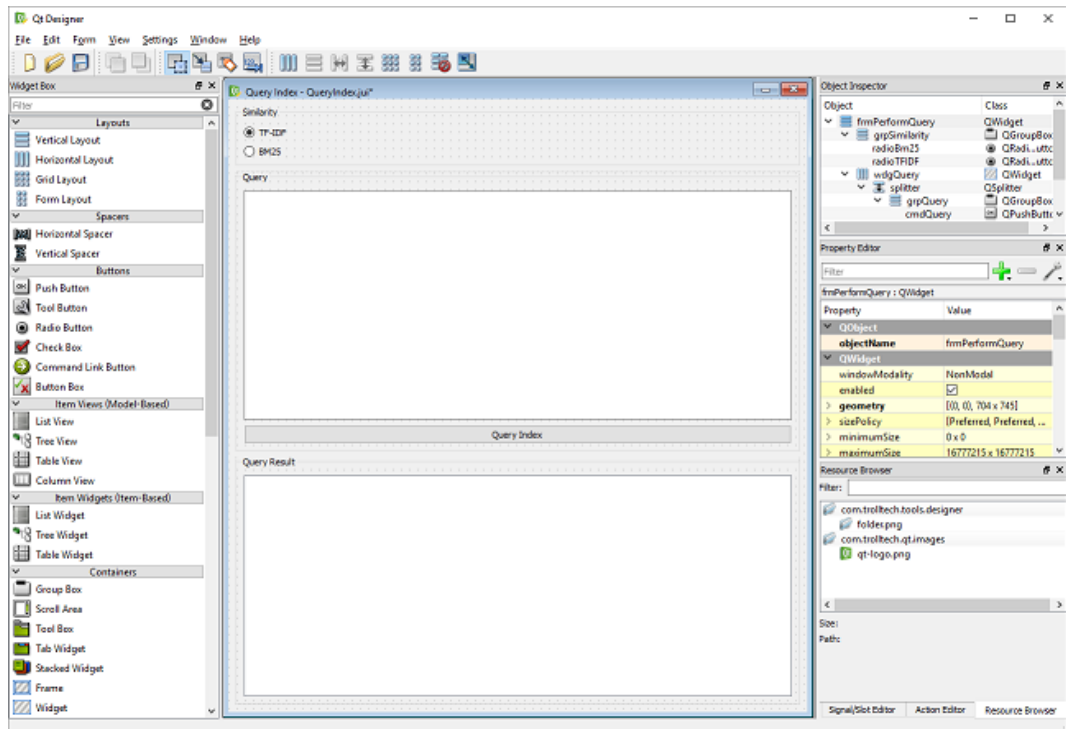 Qt Designer
File Edit Form View Settings Window Help
Widget Box
Filter
Layouts
Vertical Layout
Horizontal Layout
Grid Layout
Form Layout
Spacers
Horizontal Spacer
Vertical Spacer
Buttons
Push Button
Tool Button
Radio Button
Check Box
Command Link Button
Button Box
Item Views (Model-Based)
List View
Tree View
Table View
Column View
Item Widgets (Item-Based)
List Widget
Tree Widget
Table Widget
Containers
Group Box
Scroll Area
Tool Box
Tab Widget
Stacked Widget
Frame
Widget
Query Index - QueryIndex.jui*
Similarity
TF-IDF
BM25
Query
Query Index
Query Result
Object Inspector
Object Class
frmPerformQuery QWidget
grpSimilarity QGroupBox
radioBm25 QRadi...utto
radioTFIDF QRadi...utto
wdgQuery QWidget
splitter QSplitter
grpQuery QGroupBox
cmdQuery QPushButto
Property Editor
Filter
frmPerformQuery : QWidget
Property Value
QObject
objectName frmPerformQuery
QWidget
windowModality NonModal
enabled
geometry [(0, 0), 704 x 745]
sizePolicy [Preferred, Preferred, ...
minimumSize 0 x 0
maximumSize 16777215 x 16777215
Resource Browser
Filter:
com.trolltech.tools.designer
folder.png
com.trolltech.qt.images
qt-logo.png
Size:
Path:
Signal/Slot Editor Action Editor Resource Browser